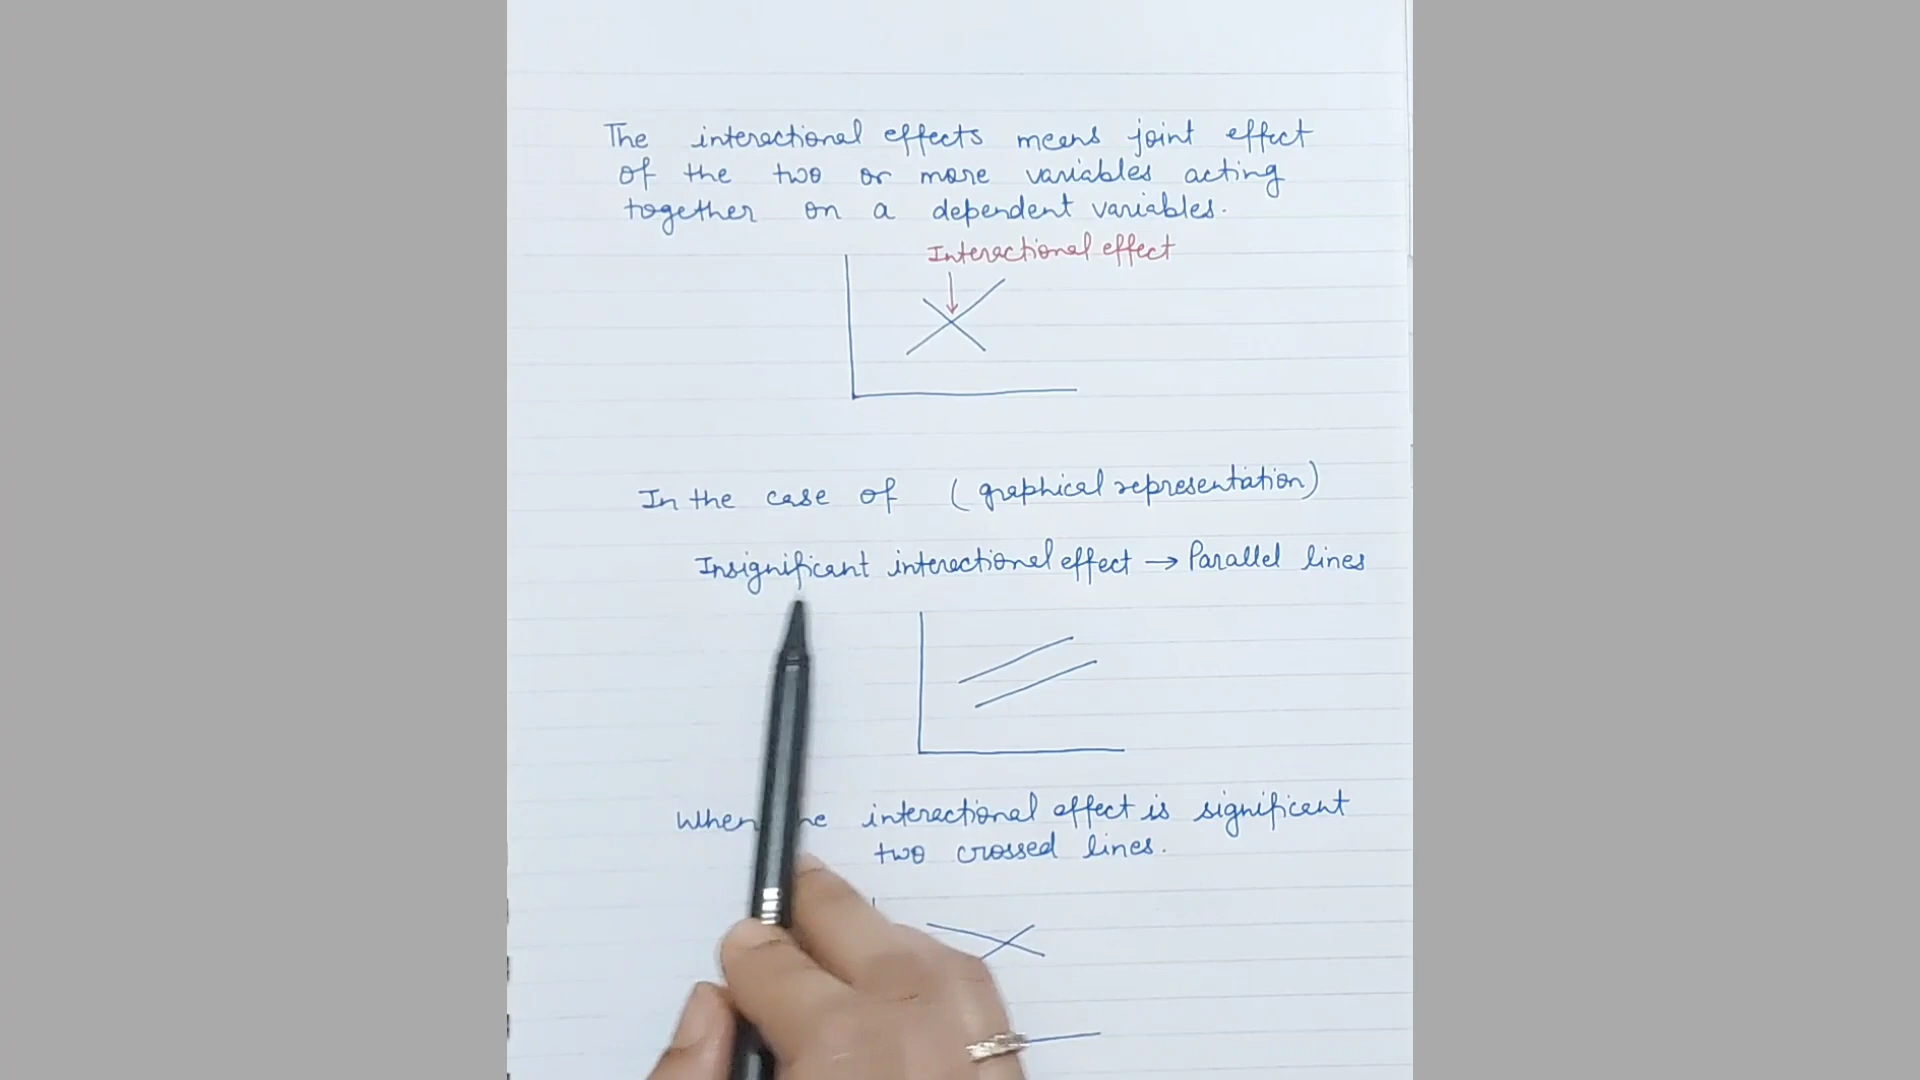 The interactional effects means joint effect
of the two or more variables acting
together on a dependent variables.
Interactional effect
In the case of (graphical representation)
Insignificant interactional effect → Parallel lines
When interactional effect is significant
two crossed lines.